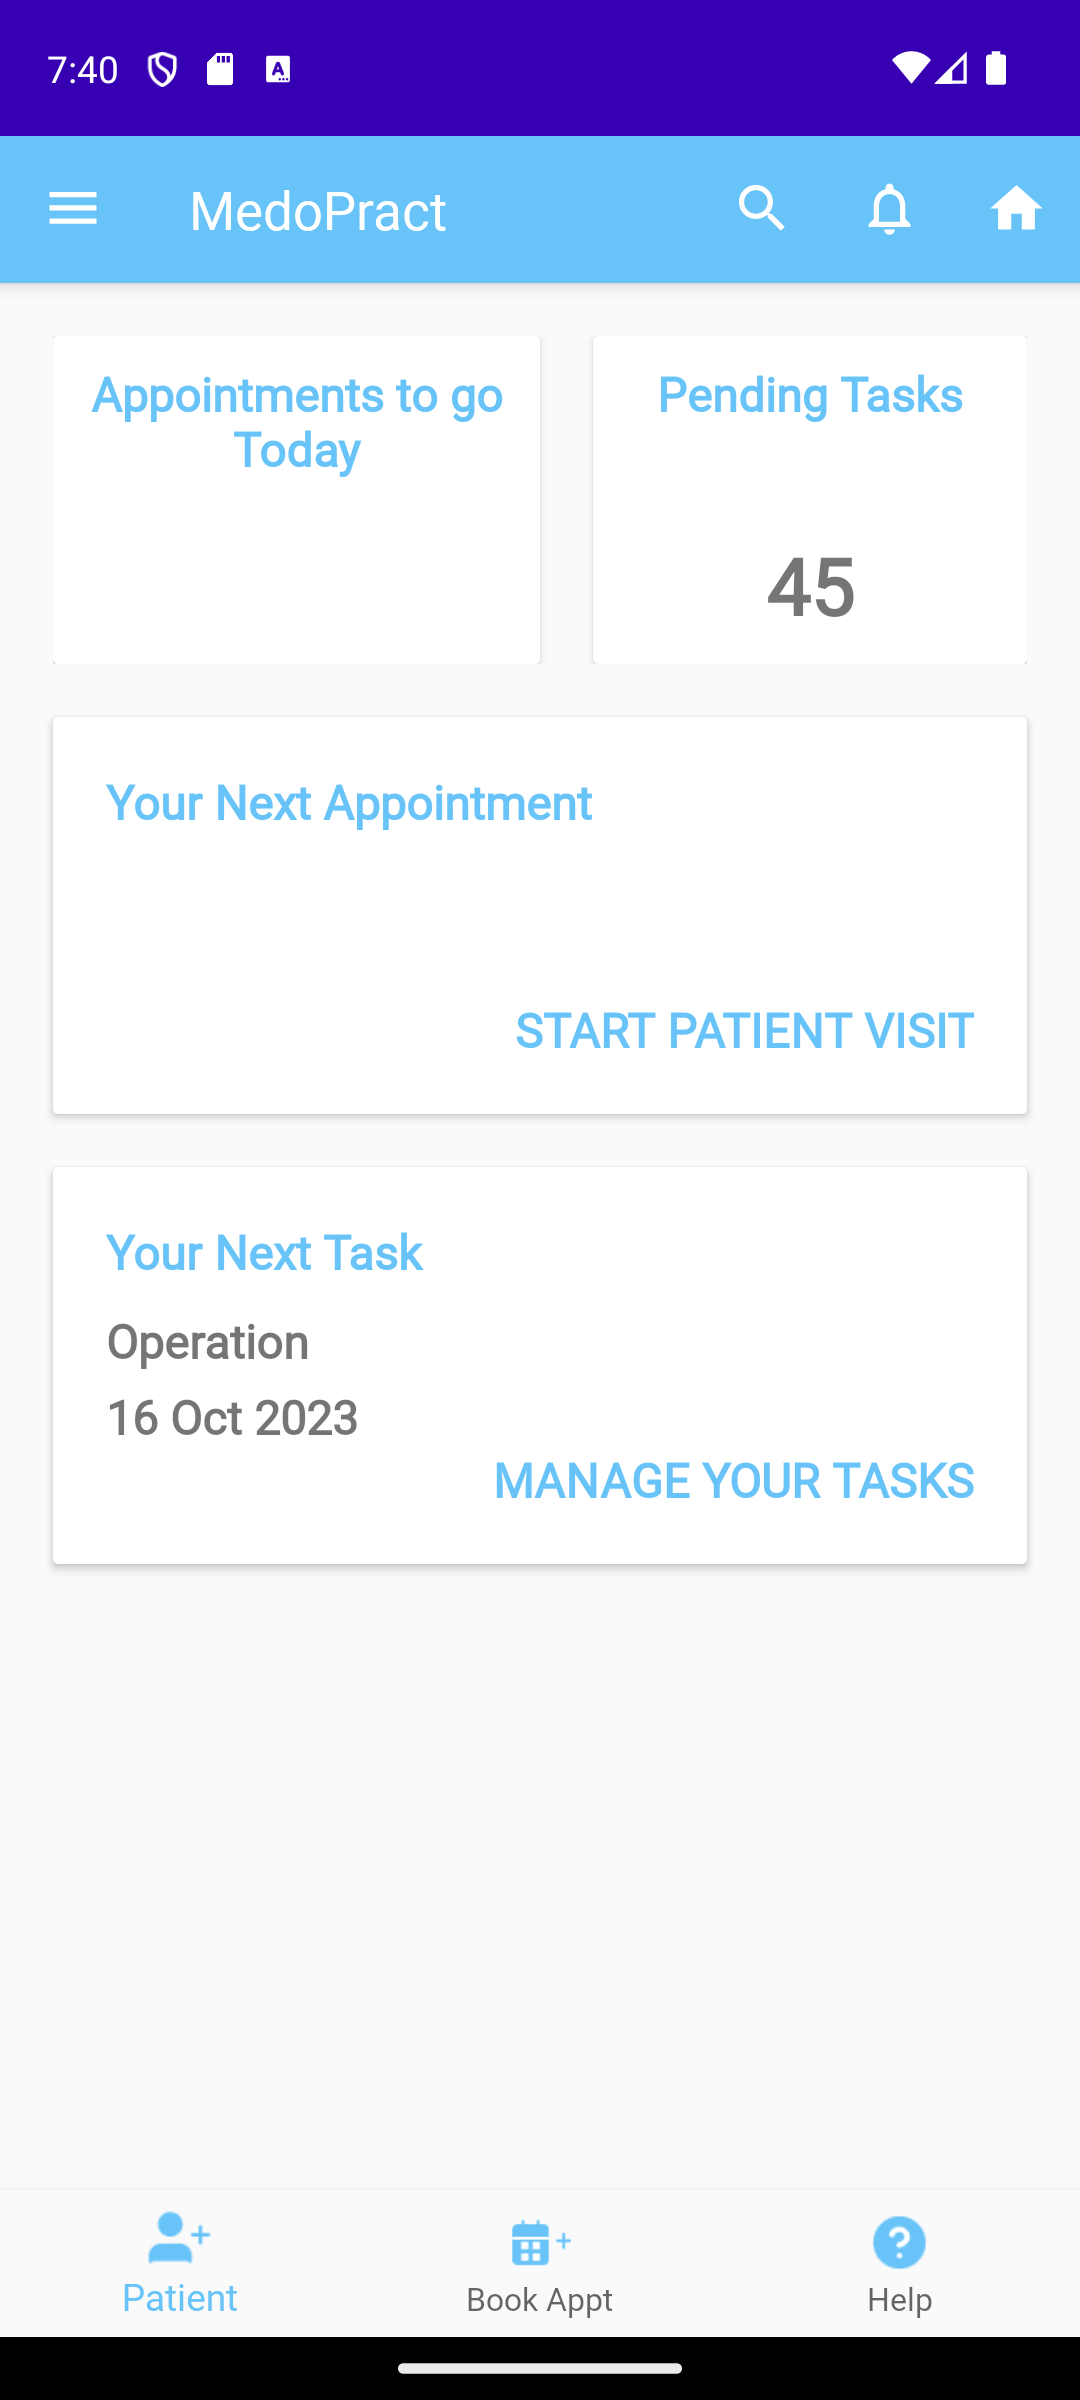 7:40
MedoPract
Appointments to go
Today
Pending Tasks
45
Your Next Appointment
START PATIENT VISIT
Your Next Task
Operation
16 Oct 2023
MANAGE YOUR TASKS
Patient
Book Appt
Help